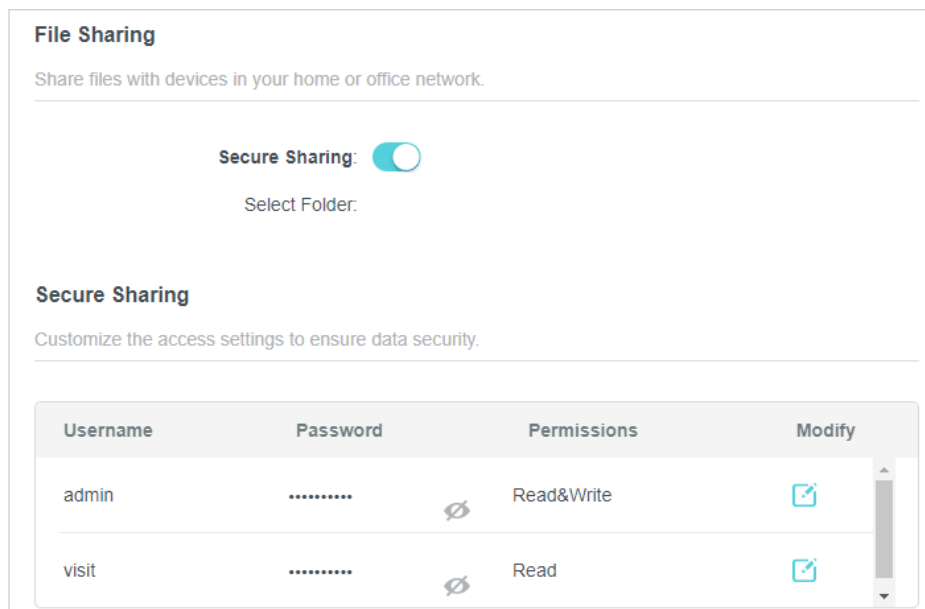 File Sharing
Share files with devices in your home or office network.
Secure Sharing:
Select Folder:
Secure Sharing
Customize the access settings to ensure data security.
Username Password Permissions Modify
admin •••••••••• Read&Write
visit •••••••••• Read